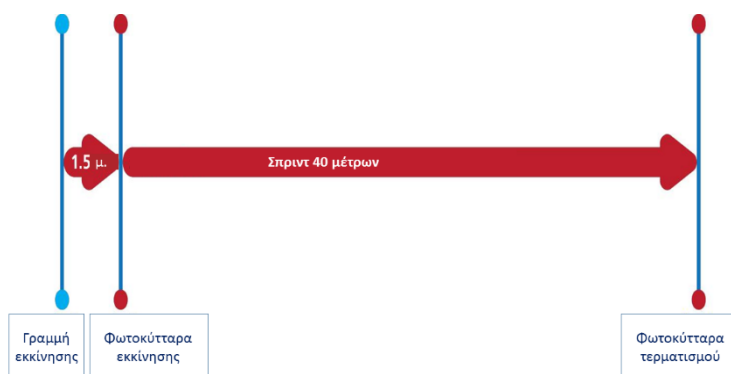 1.5 μ.
Σπριντ 40 μέτρων
Γραμμή
εκκίνησης
Φωτοκύτταρα
εκκίνησης
Φωτοκύτταρα
τερματισμού